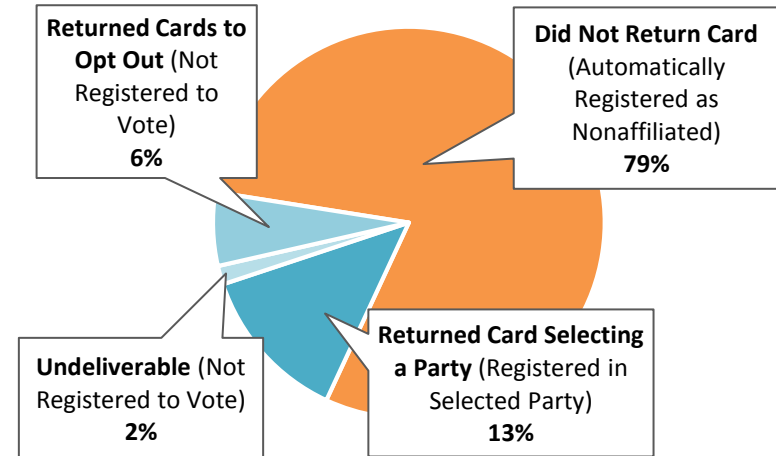 Returned Cards to
Opt Out (Not
Registered to
Vote)
6%
Did Not Return Card
(Automatically
Registered as
Nonaffiliated)
79%
Undeliverable (Not
Registered to Vote)
2%
Returned Card Selecting
a Party (Registered in
Selected Party)
13%